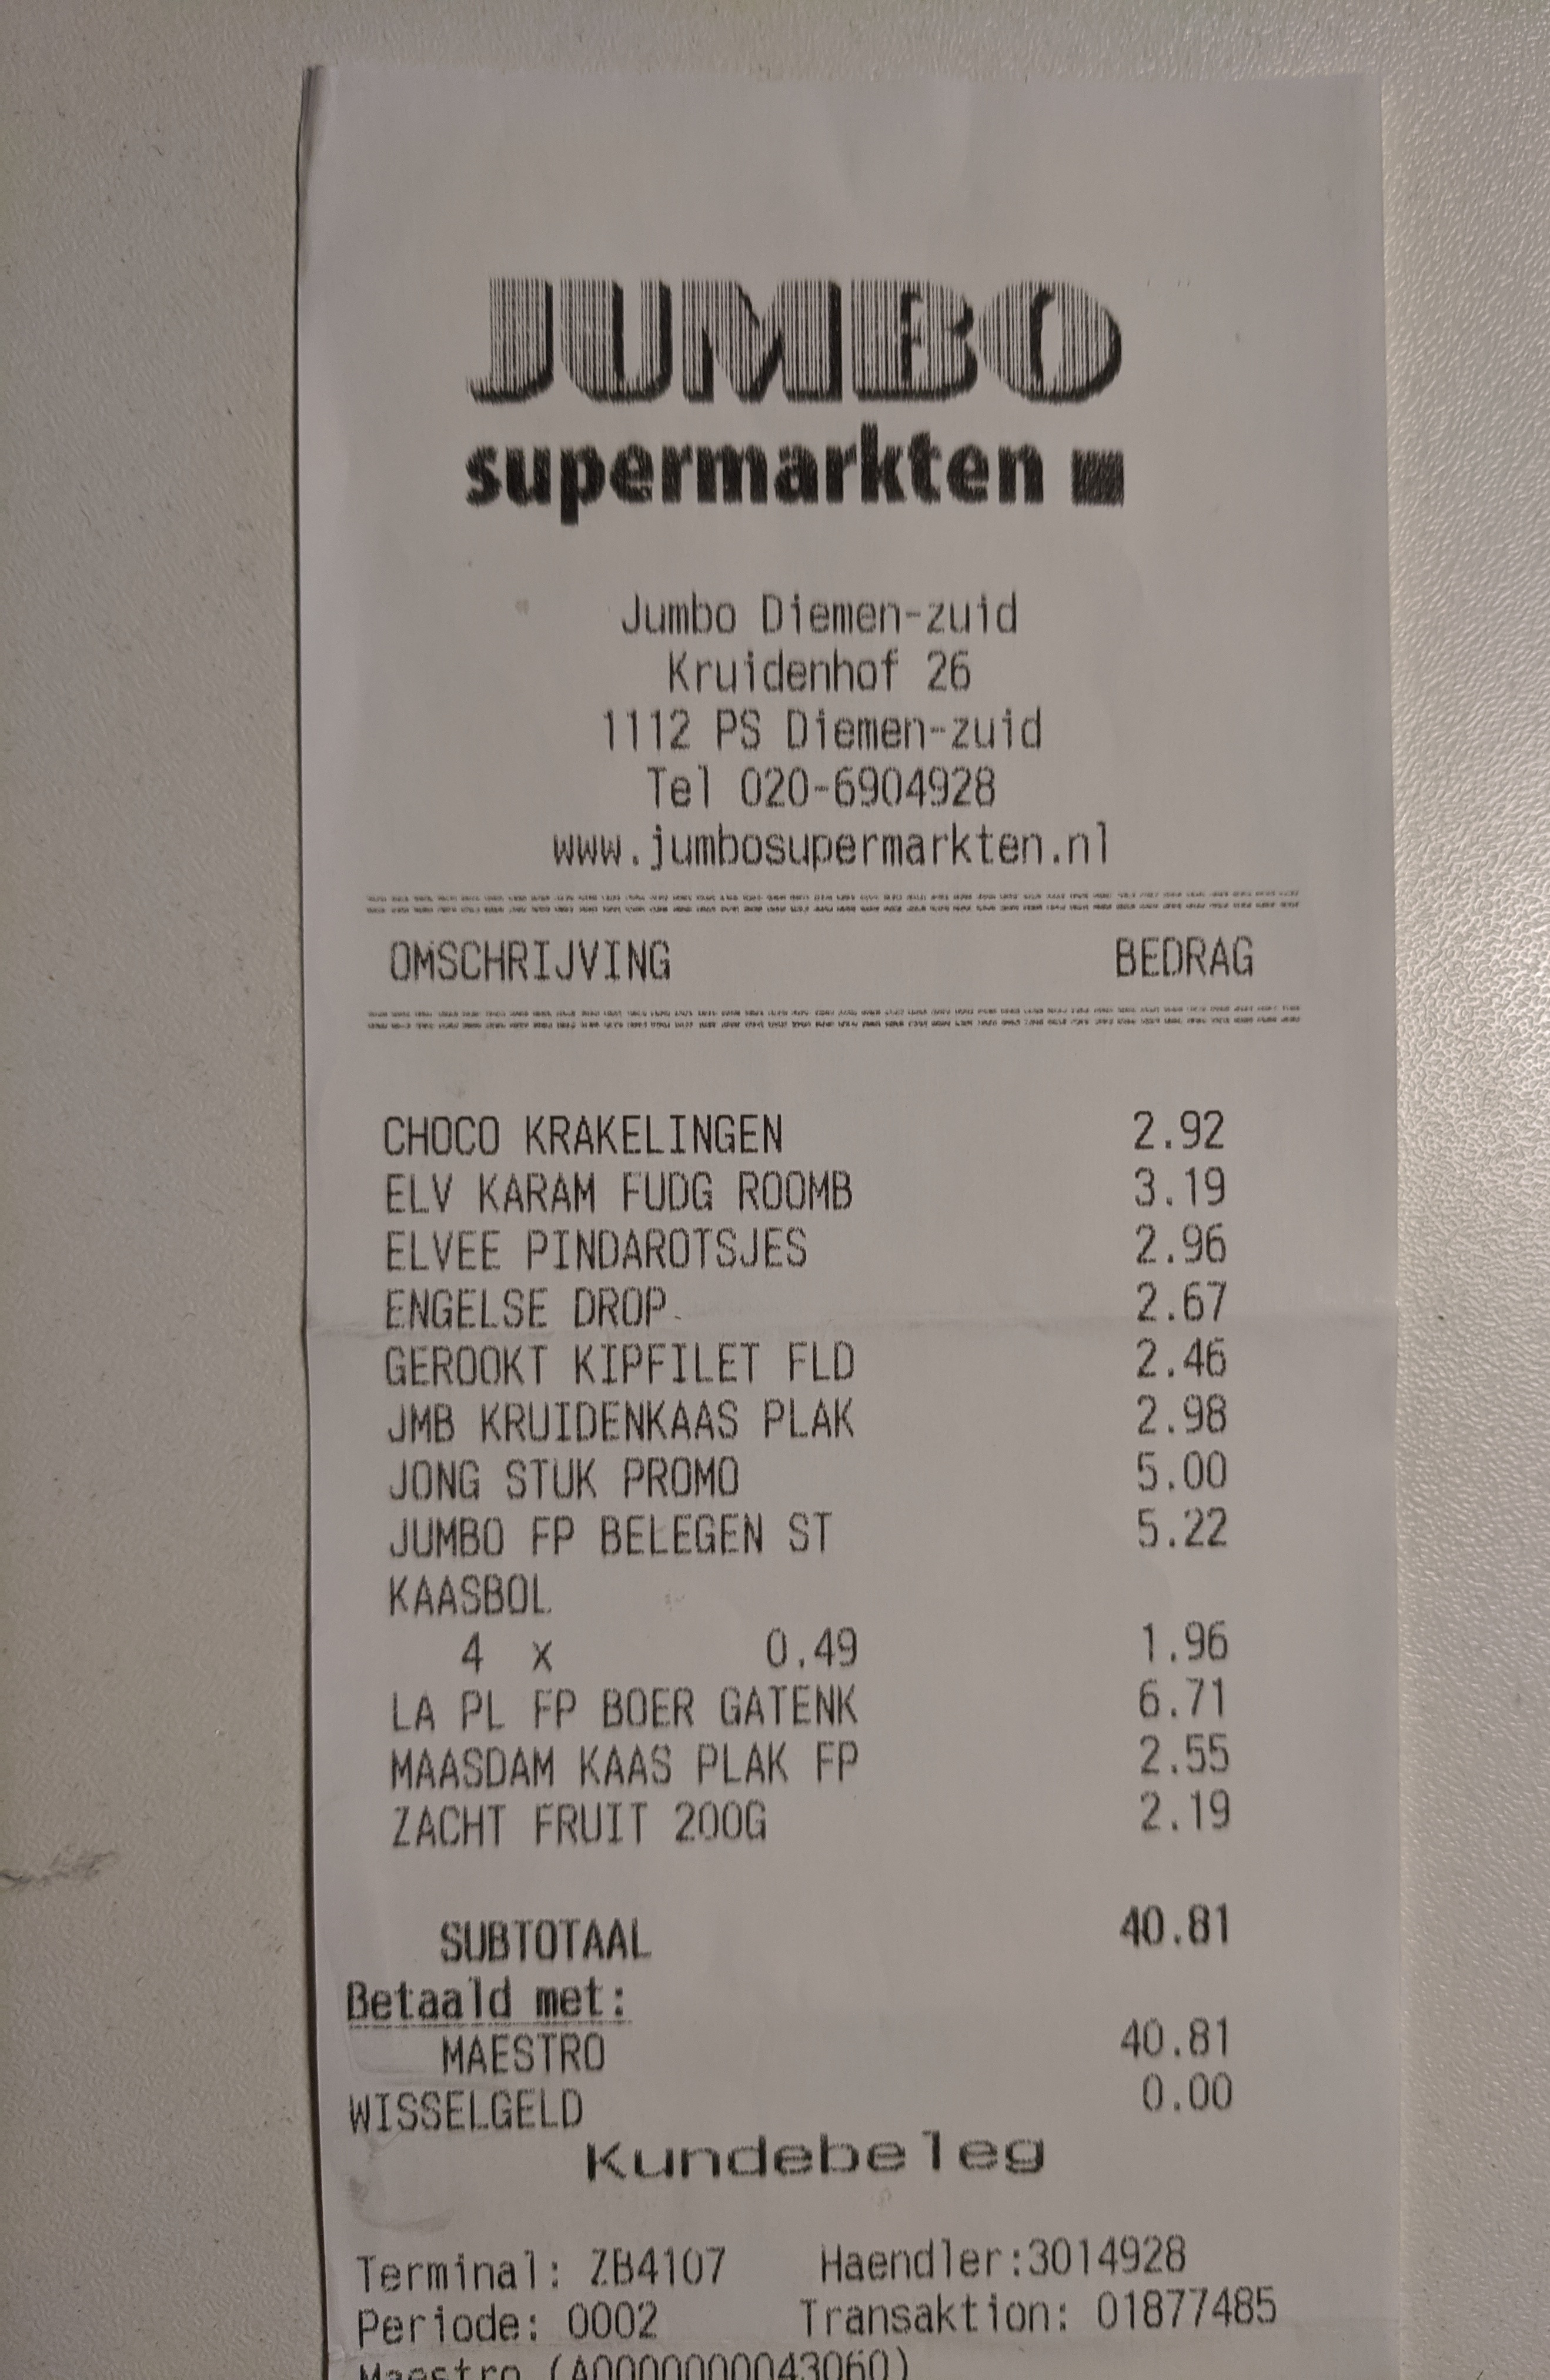 JUMBO
supermarkten
Jumbo Diemen-zuid
Kruidenhof 26
1112 PS Diemen-zuid
Tel 020-6904928
www.jumbosupermarkten.nl
OMSCHRIJVING BEDRAG
CHOCO KRAKELINGEN 2.92
ELV KARAM FUDG ROOMB 3.19
ELVEE PINDAROTSJES 2.96
ENGELSE DROP 2.67
GEROOKT KIPFILET FLD 2.46
JMB KRUIDENKAAS PLAK 2.98
JONG STUK PROMO 5.00
JUMBO FP BELEGEN ST 5.22
KAASBOL
4 x 0.49 1.96
LA PL FP BOER GATENK 6.71
MAASDAM KAAS PLAK FP 2.55
ZACHT FRUIT 200G 2.19
SUBTOTAAL 40.81
Betaald met:
MAESTRO 40.81
WISSELGELD 0.00
Kundebeleg
Terminal: ZB4107 Haendler:3014928
Periode: 0002 Transaktion: 01877485
Maestro (A0000000043060)